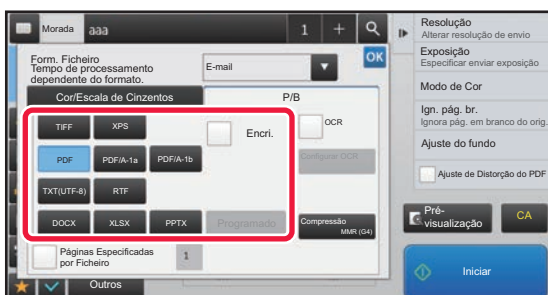 Morada aaa 1 +
Form. Ficheiro
Tempo de processamento
dependente do formato.
E-mail
OK
Cor/Escala de Cinzentos
P/B
TIFF XPS
Encri.
OCR
PDF PDF/A-1a PDF/A-1b
Configurar OCR
TXT(UTF-8) RTF
DOCX XLSX PPTX
Programado
Compressão
MMR (G4)
Páginas Especificadas
por Ficheiro
1
Outros
Resolução
Alterar resolução de envio
Exposição
Especificar enviar exposição
Modo de Cor
Ign. pág. br.
Ignora pág. em branco do orig.
Ajuste do fundo
Ajuste de Distorção do PDF
Pré-
visualização
CA
Iniciar